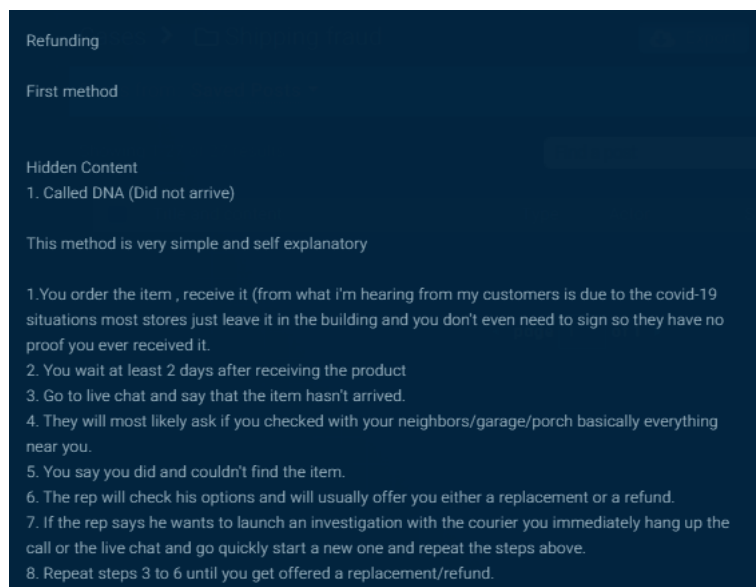 Refunding
First method
Hidden Content
1. Called DNA (Did not arrive)
This method is very simple and self explanatory
1.You order the item , receive it (from what i'm hearing from my customers is due to the covid-19
situations most stores just leave it in the building and you don't even need to sign so they have no
proof you ever received it.
2. You wait at least 2 days after receiving the product
3. Go to live chat and say that the item hasn't arrived.
4. They will most likely ask if you checked with your neighbors/garage/porch basically everything
near you.
5. You say you did and couldn't find the item.
6. The rep will check his options and will usually offer you either a replacement or a refund.
7. If the rep says he wants to launch an investigation with the courier you immediately hang up the
call or the live chat and go quickly start a new one and repeat the steps above.
8. Repeat steps 3 to 6 until you get offered a replacement/refund.